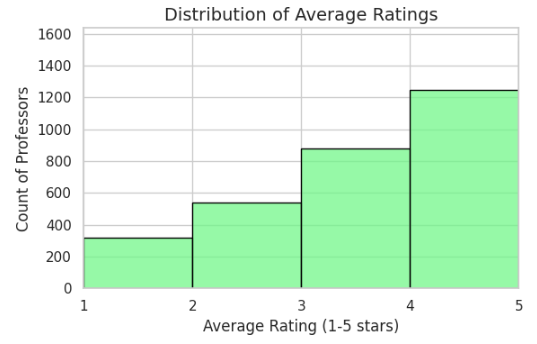 Distribution of Average Ratings
1600
1400
1200
1000
800
600
400
200
0
Count of Professors
1 2 3 4 5
Average Rating (1-5 stars)